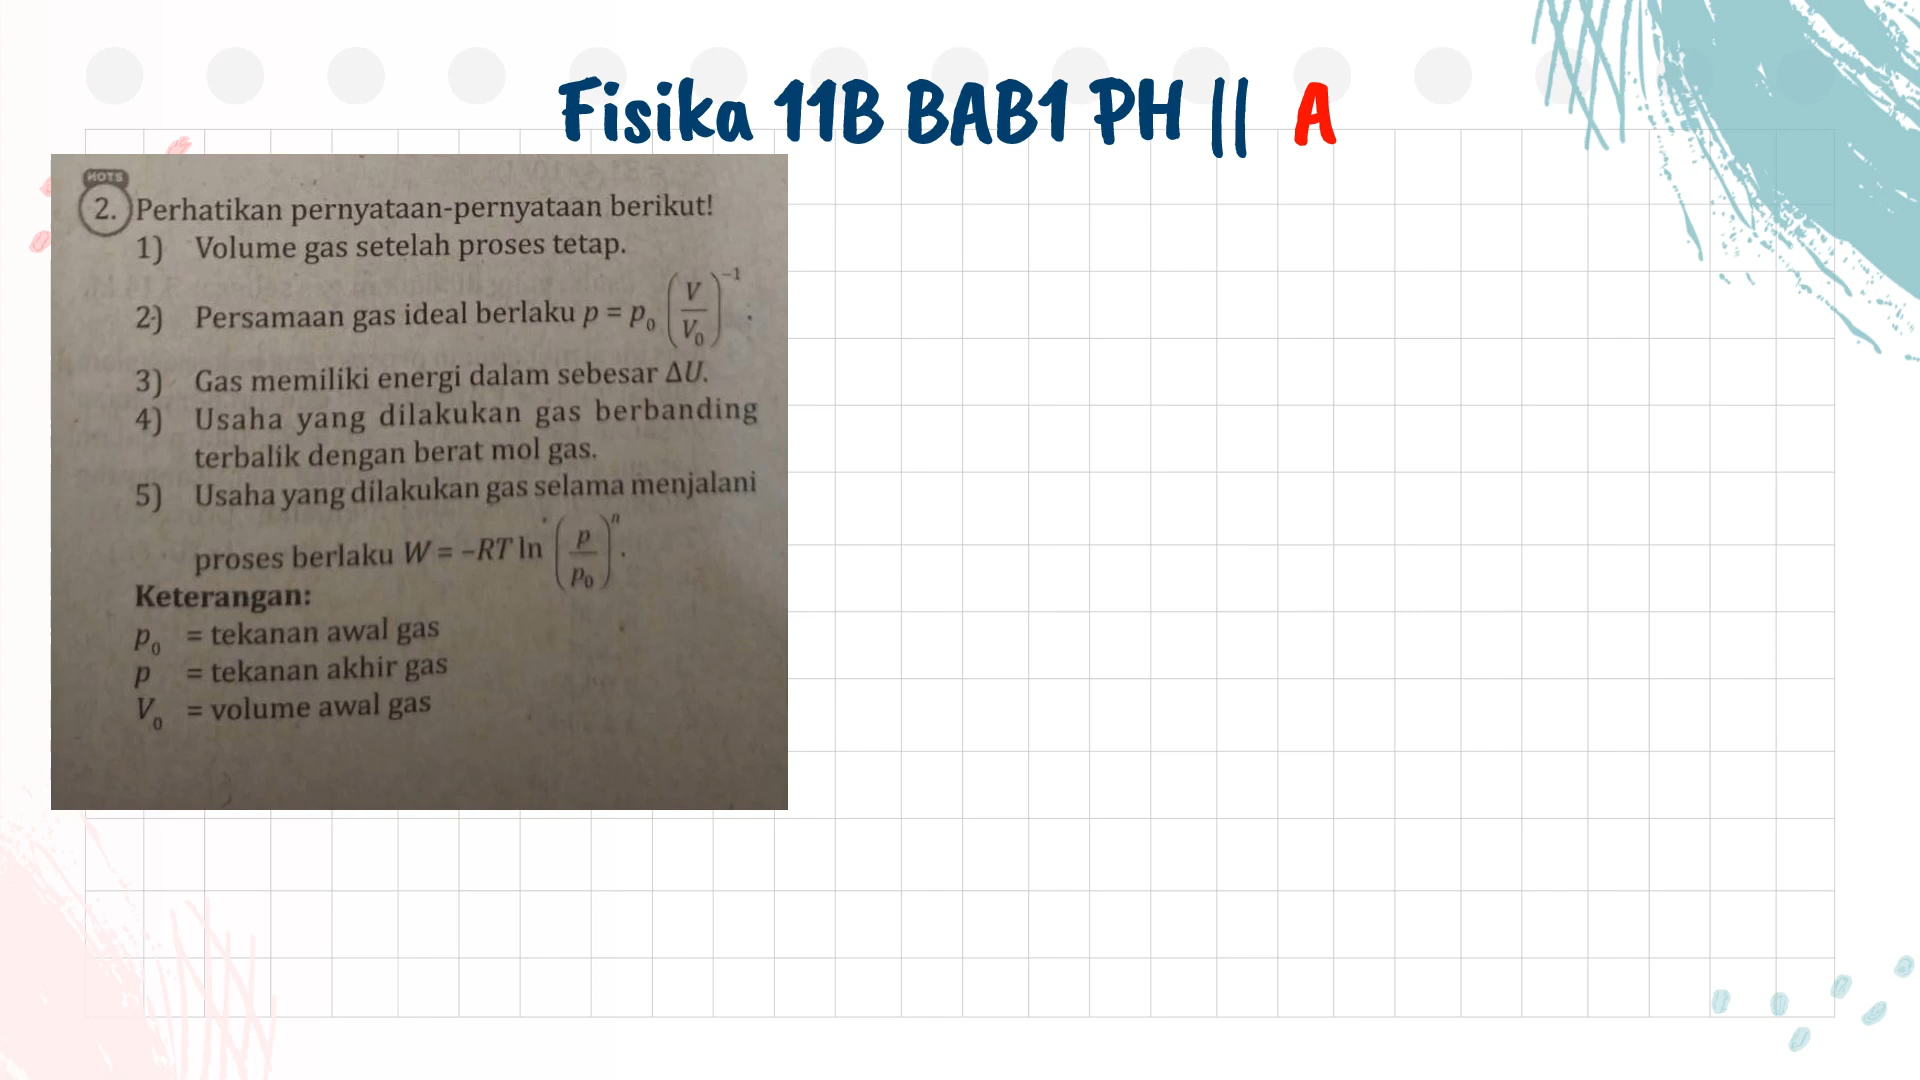 Fisika 11B BAB1 PH || A
HOTS
2. Perhatikan pernyataan-pernyataan berikut!
1) Volume gas setelah proses tetap.
2) Persamaan gas ideal berlaku p = p₀ (V/V₀)⁻¹.
3) Gas memiliki energi dalam sebesar ΔU.
4) Usaha yang dilakukan gas berbanding
terbalik dengan berat mol gas.
5) Usaha yang dilakukan gas selama menjalani
proses berlaku W = –RT ln (p/p₀)ⁿ.
Keterangan:
p₀ = tekanan awal gas
p = tekanan akhir gas
V₀ = volume awal gas